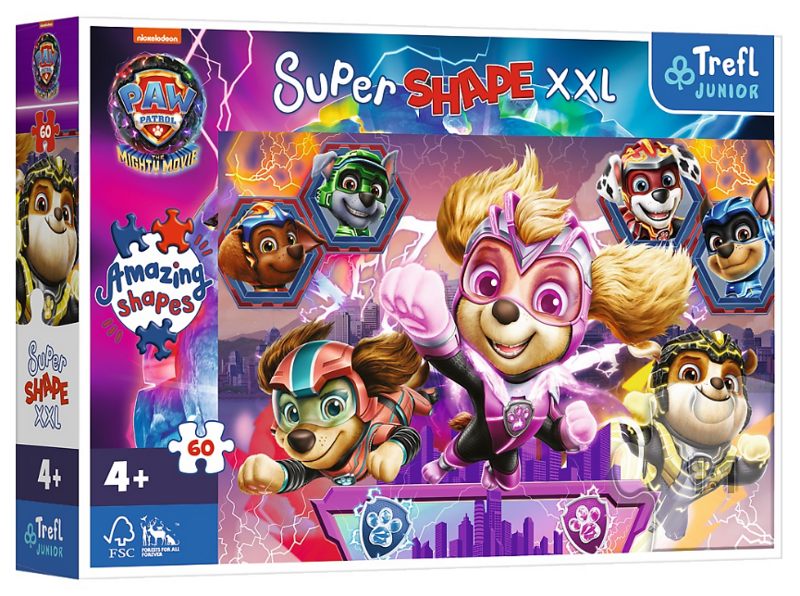 60
Super
SHAPE
XXL
4+
Trefl
JUNIOR
nickelodeon
PAW
PATROL
THE
MIGHTY MOVIE
Super SHAPE XXL
Trefl
JUNIOR
Amazing
shapes
60
4+
FSC
FORESTS FOR ALL
FOREVER